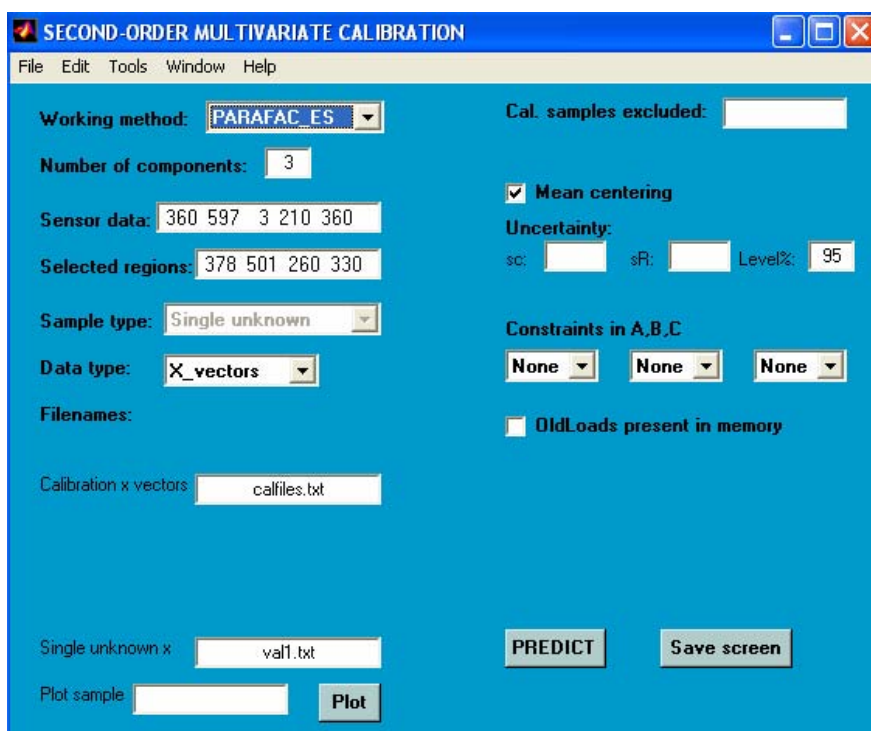 SECOND-ORDER MULTIVARIATE CALIBRATION
File Edit Tools Window Help
Working method: PARAFAC_ES
Number of components: 3
Sensor data: 360 597 3 210 360
Selected regions: 378 501 260 330
Sample type: Single unknown
Data type: X_vectors
Filenames:
Calibration x vectors calfiles.txt
Single unknown x val1.txt
Plot sample Plot
Cal. samples excluded:
Mean centering
Uncertainty:
sc: sR: Level%: 95
Constraints in A,B,C
None None None
OldLoads present in memory
PREDICT Save screen